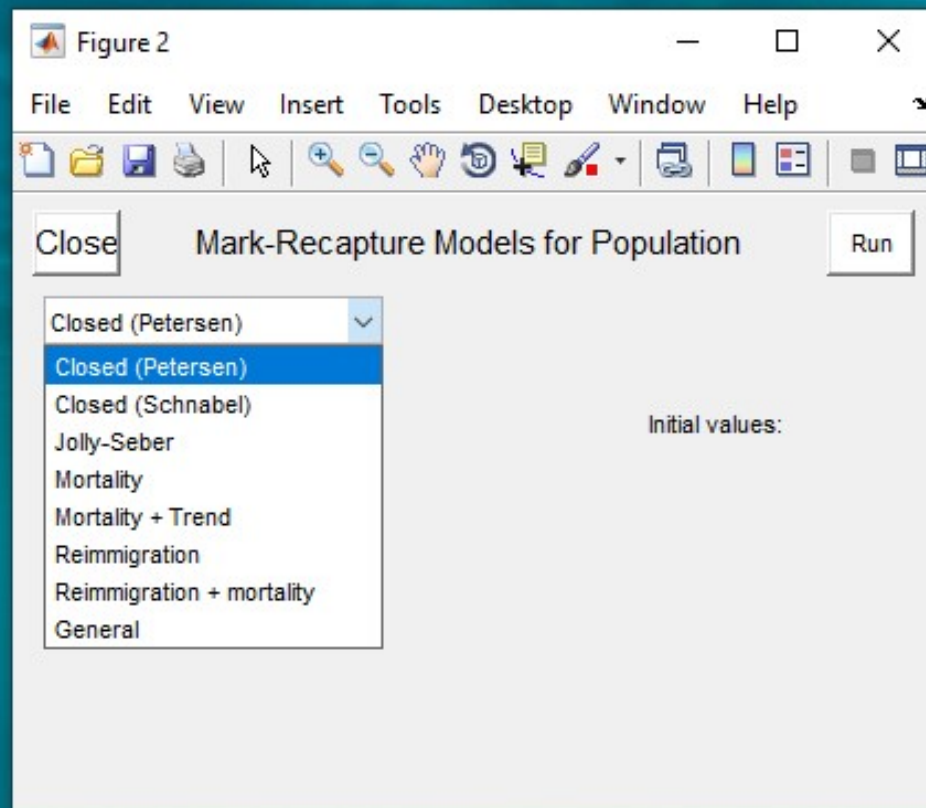 Figure 2
File Edit View Insert Tools Desktop Window Help
Close Mark-Recapture Models for Population Run
Closed (Petersen)
Closed (Petersen)
Closed (Schnabel)
Initial values:
Jolly-Seber
Mortality
Mortality + Trend
Reimmigration
Reimmigration + mortality
General